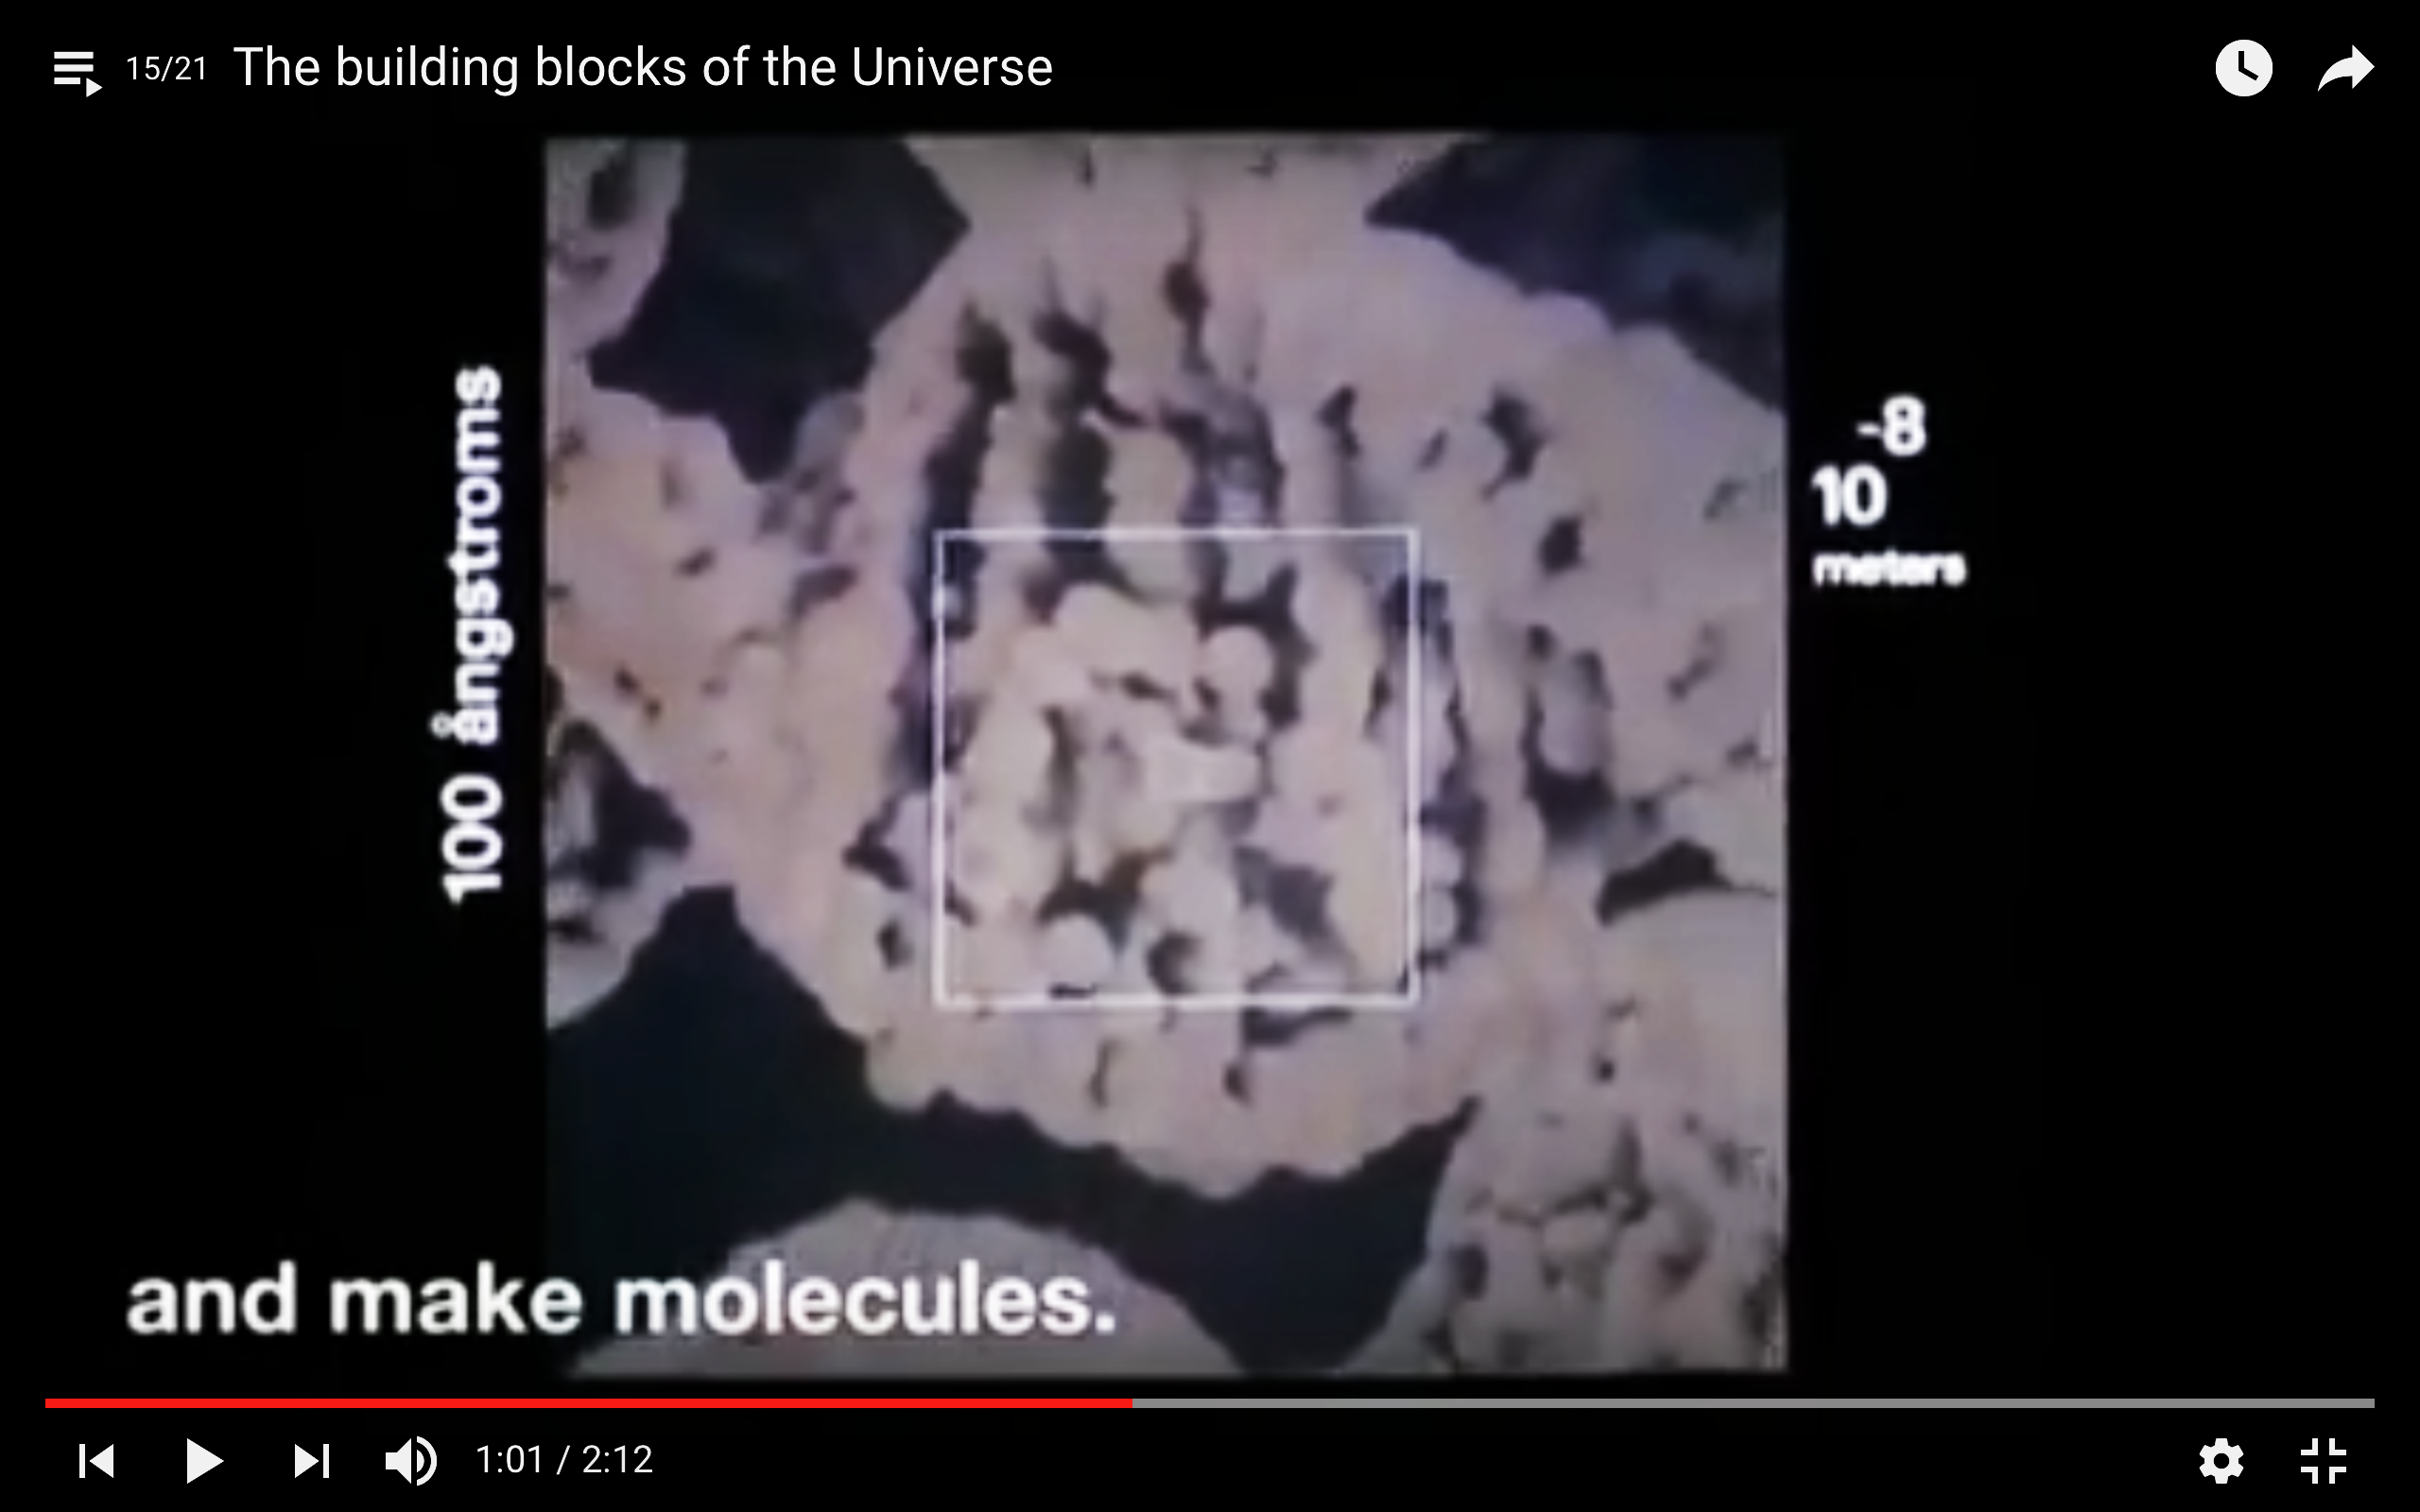 15/21 The building blocks of the Universe
100 ångstroms
10-8
meters
and make molecules.
1:01 / 2:12